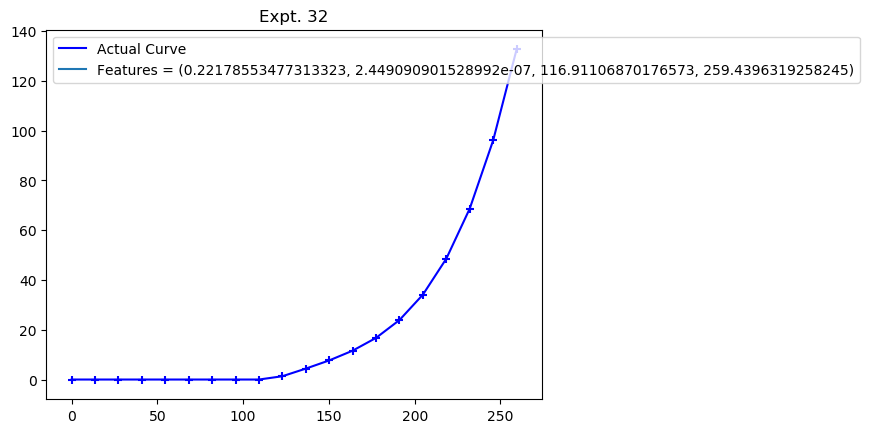 Expt. 32
Actual Curve
Features = (0.22178553477313323, 2.449090901528992e-07, 116.91106870176573, 259.4396319258245)
140
120
100
80
60
40
20
0
0 50 100 150 200 250